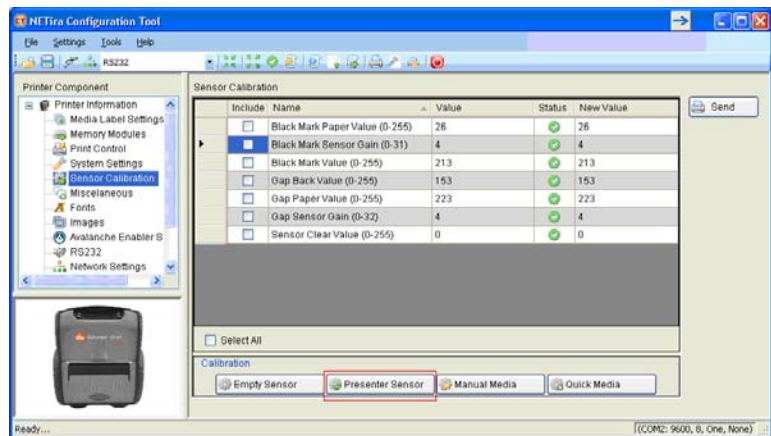 NETira Configuration Tool
File Settings Tools Help
RS232
Printer Component
Sensor Calibration
Printer Information
Media Label Settings
Memory Modules
Print Control
System Settings
Sensor Calibration
Miscelaneous
Fonts
Images
Avalanche Enabler S
RS232
Network Settings
Include Name Value Status New Value
Black Mark Paper Value (0-255) 26 26
Black Mark Sensor Gain (0-31) 4 4
Black Mark Value (0-255) 213 213
Gap Back Value (0-255) 153 153
Gap Paper Value (0-255) 223 223
Gap Sensor Gain (0-32) 4 4
Sensor Clear Value (0-255) 0 0
Send
Select All
Calibration
Empty Sensor Presenter Sensor Manual Media Quick Media
Ready... (COM2: 9600, 8, One, None)